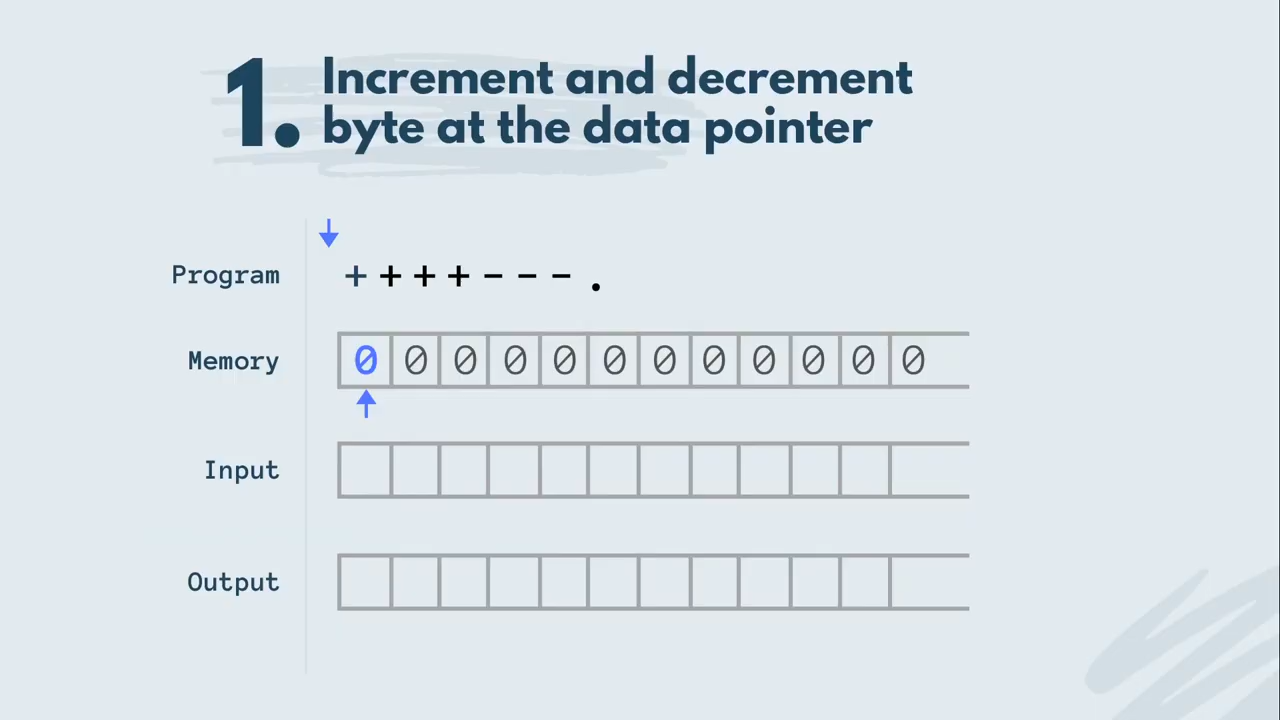 1. Increment and decrement
byte at the data pointer
Program ++++---.
Memory 0 0 0 0 0 0 0 0 0 0 0 0
Input
Output